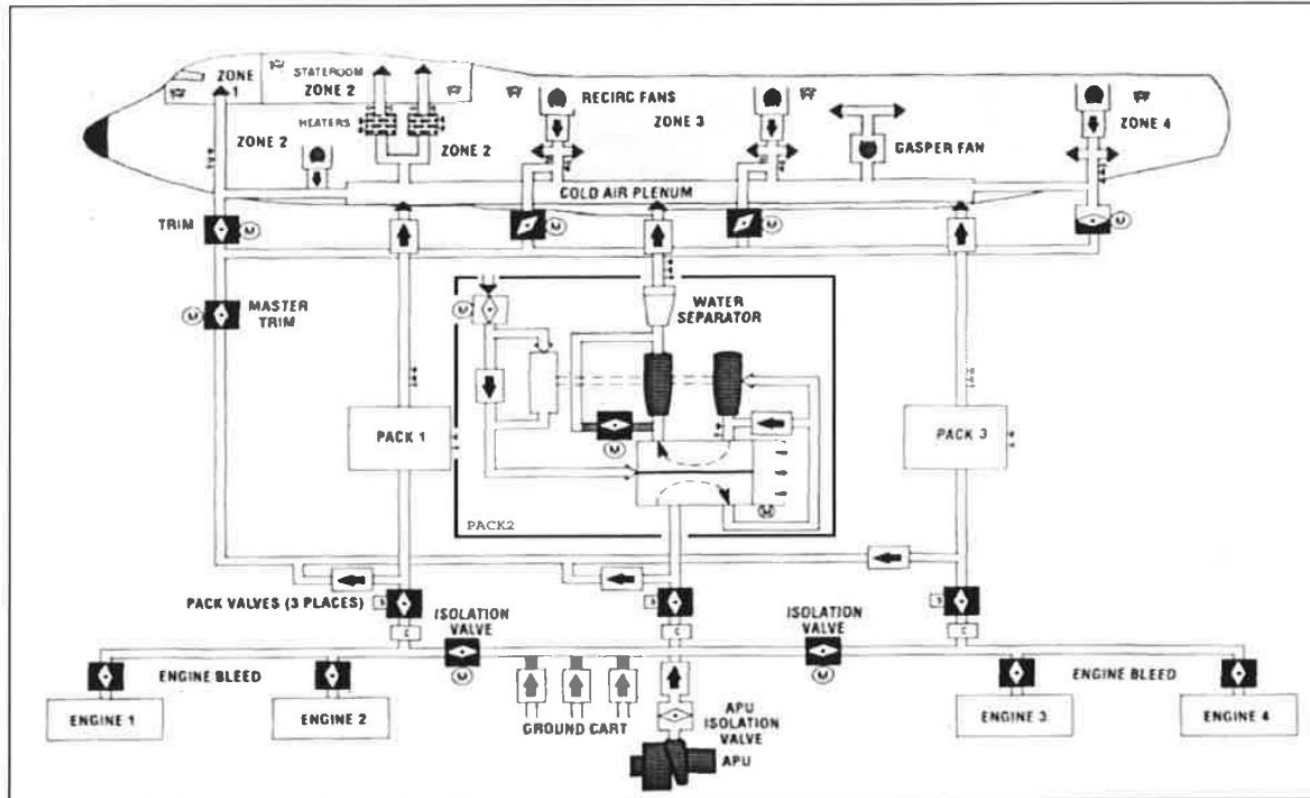 ZONE
1
STATEROOM
ZONE 2
HEATERS
ZONE 2
ZONE 2
RECIRC FANS
ZONE 3
GASPER FAN
ZONE 4
COLD AIR PLENUM
TRIM
M
M
M
M
MASTER
TRIM
M
M
WATER
SEPARATOR
PACK 1
M
PACK 3
PACK2
M
PACK VALVES (3 PLACES)
S
S
S
C
C
C
ISOLATION
VALVE
M
ISOLATION
VALVE
M
ENGINE BLEED
ENGINE BLEED
ENGINE 1
ENGINE 2
GROUND CART
APU
ISOLATION
VALVE
APU
ENGINE 3
ENGINE 4